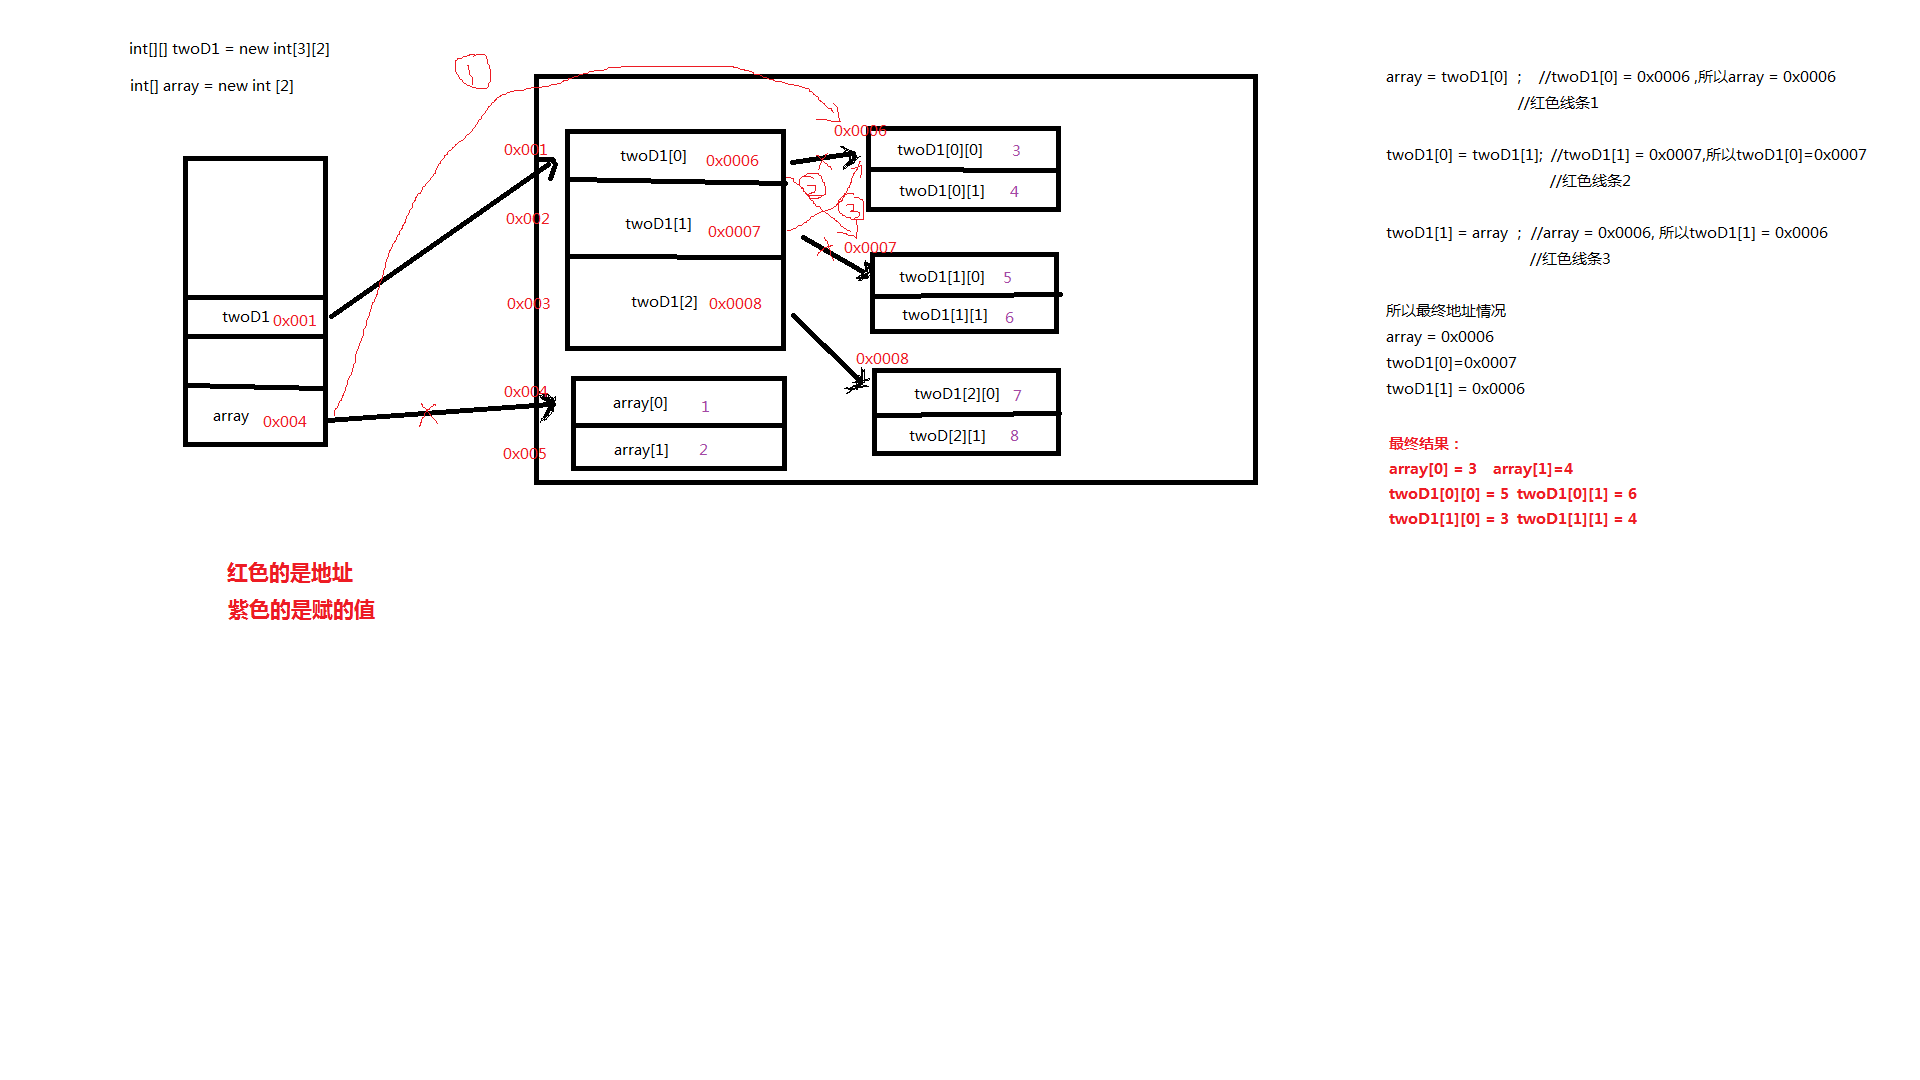 int[][] twoD1 = new int[3][2]
int[] array = new int [2]
1
twoD1 0x001
array 0x004
0x001
0x002
0x003
0x004
0x005
twoD1[0] 0x0006
twoD1[1] 0x0007
twoD1[2] 0x0008
array[0] 1
array[1] 2
2
3
0x0006
twoD1[0][0] 3
twoD1[0][1] 4
0x0007
twoD1[1][0] 5
twoD1[1][1] 6
0x0008
twoD1[2][0] 7
twoD[2][1] 8
array = twoD1[0] ; //twoD1[0] = 0x0006 ,所以array = 0x0006
//红色线条1
twoD1[0] = twoD1[1]; //twoD1[1] = 0x0007,所以twoD1[0]=0x0007
//红色线条2
twoD1[1] = array ; //array = 0x0006, 所以twoD1[1] = 0x0006
//红色线条3
所以最终地址情况
array = 0x0006
twoD1[0]=0x0007
twoD1[1] = 0x0006
最终结果：
array[0] = 3 array[1]=4
twoD1[0][0] = 5 twoD1[0][1] = 6
twoD1[1][0] = 3 twoD1[1][1] = 4
红色的是地址
紫色的是赋的值